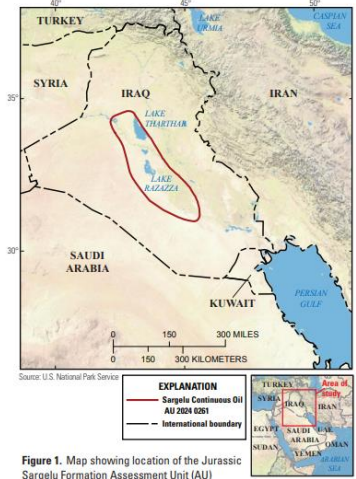 40°
45°
50°
TURKEY
LAKE
URMIA
CASPIAN
SEA
SYRIA
IRAQ
IRAN
35°
LAKE
THARTHAR
LAKE
RAZAZZA
30°
SAUDI
ARABIA
KUWAIT
PERSIAN
GULF
0 150 300 MILES
0 150 300 KILOMETERS
Source: U.S. National Park Service
EXPLANATION
Sargelu Continuous Oil
AU 2024 0261
International boundary
TURKEY
Area of
study
SYRIA
IRAQ
IRAN
EGYPT
SAUDI
ARABIA
UAE
OMAN
SUDAN
YEMEN
ARABIAN
SEA
Figure 1. Map showing location of the Jurassic
Sargelu Formation Assessment Unit (AU)